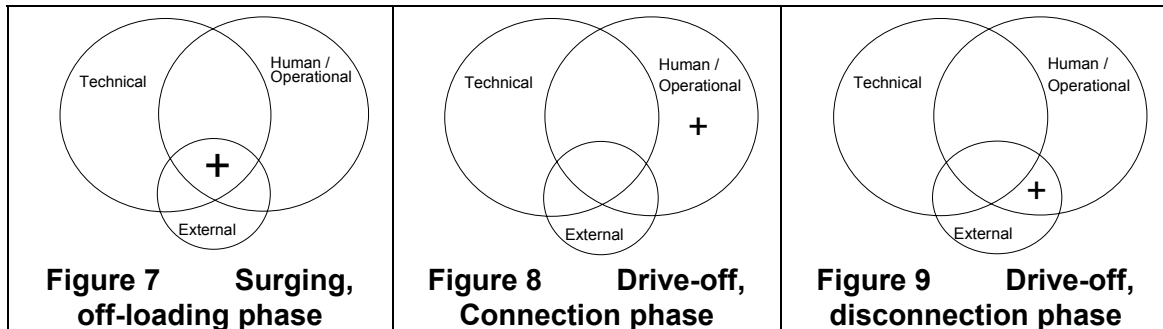 Technical
Human /
Operational
+
External
Figure 7 Surging,
off-loading phase
Technical
Human /
Operational
+
External
Figure 8 Drive-off,
Connection phase
Technical
Human /
Operational
+
External
Figure 9 Drive-off,
disconnection phase